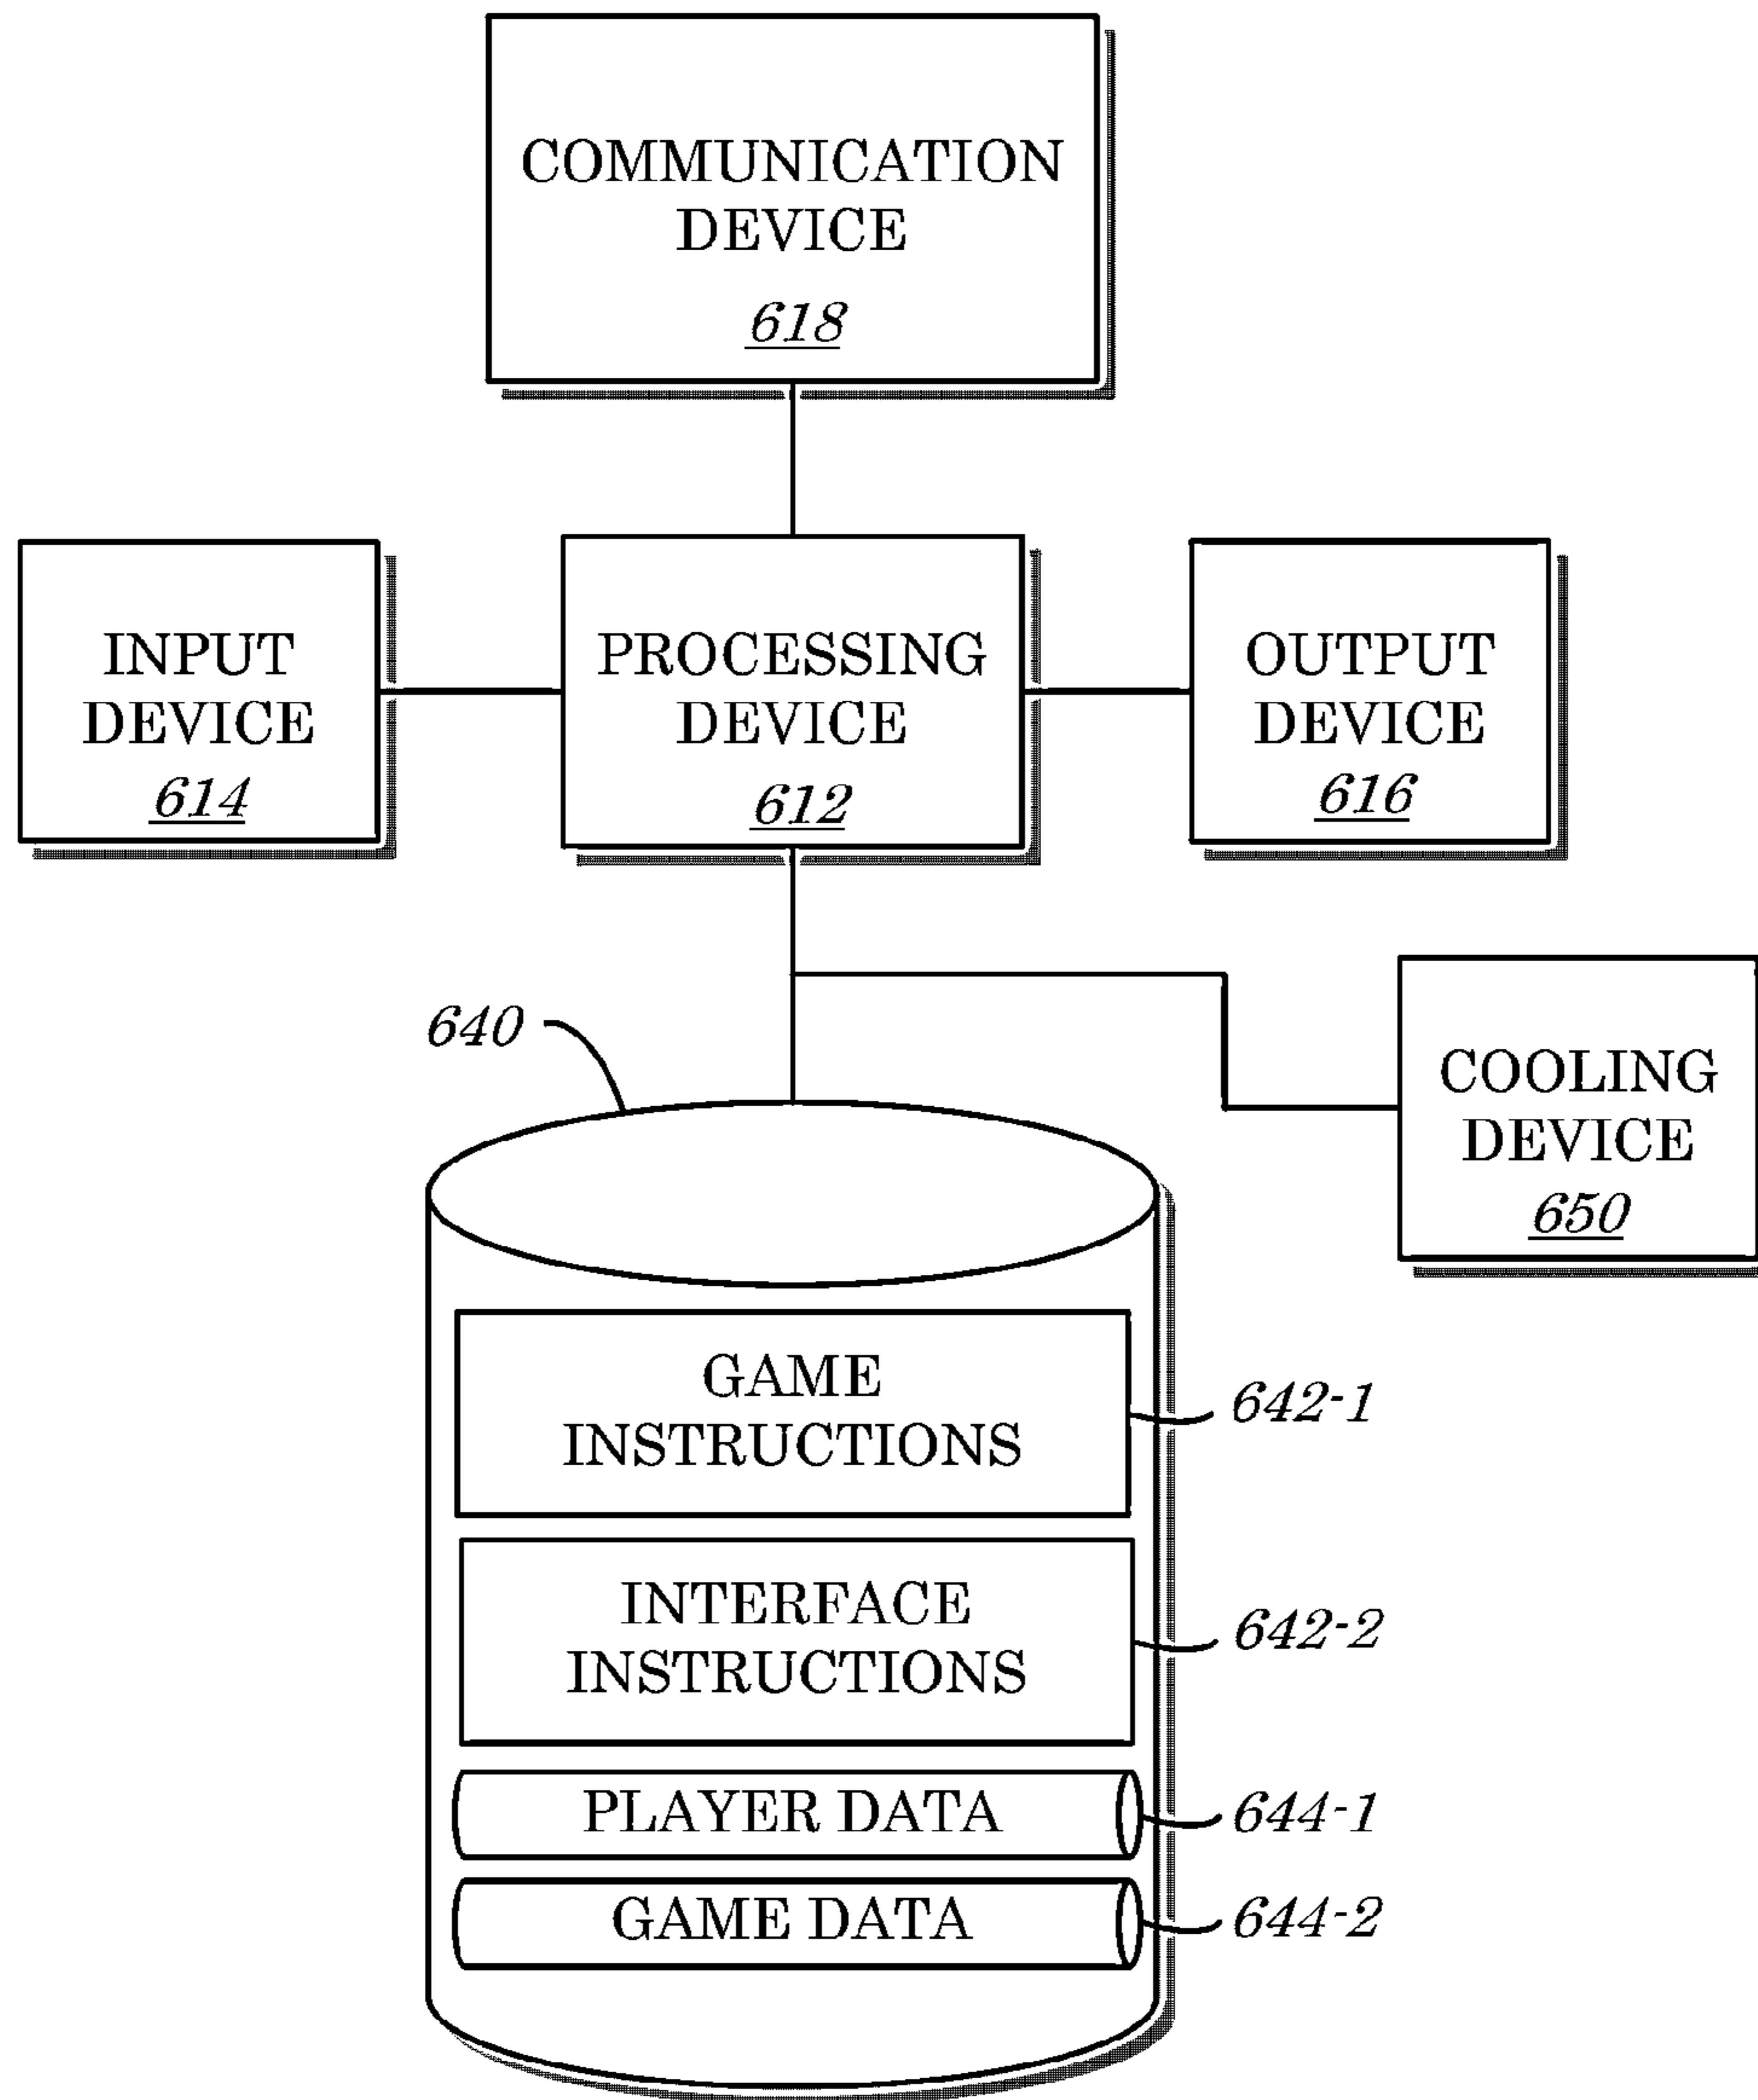 COMMUNICATION
DEVICE
618
INPUT
DEVICE
614
PROCESSING
DEVICE
612
OUTPUT
DEVICE
616
640
COOLING
DEVICE
650
GAME
INSTRUCTIONS
642-1
INTERFACE
INSTRUCTIONS
642-2
PLAYER DATA
644-1
GAME DATA
644-2